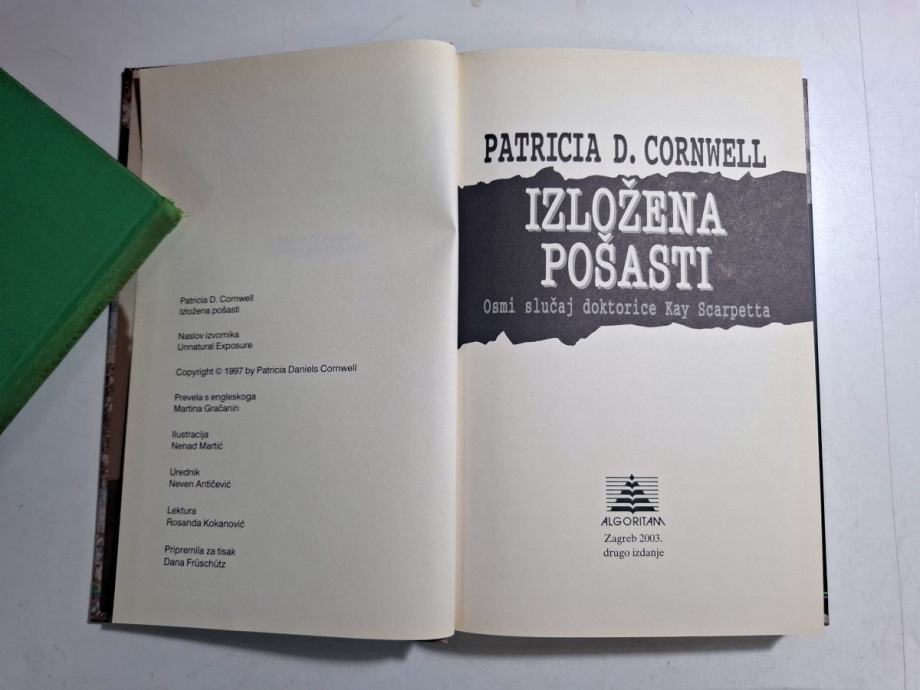 Patricia D. Cornwell
Izložena pošasti
Naslov izvornika
Unnatural Exposure
Copyright © 1997 by Patricia Daniels Cornwell
Prevela s engleskoga
Martina Gračanin
Ilustracija
Nenad Martić
Urednik
Neven Antičević
Lektura
Rosanda Kokanović
Pripremila za tisak
Dana Früschütz
PATRICIA D. CORNWELL
IZLOŽENA
POŠASTI
Osmi slučaj doktorice Kay Scarpetta
ALGORITAM
Zagreb 2003.
drugo izdanje